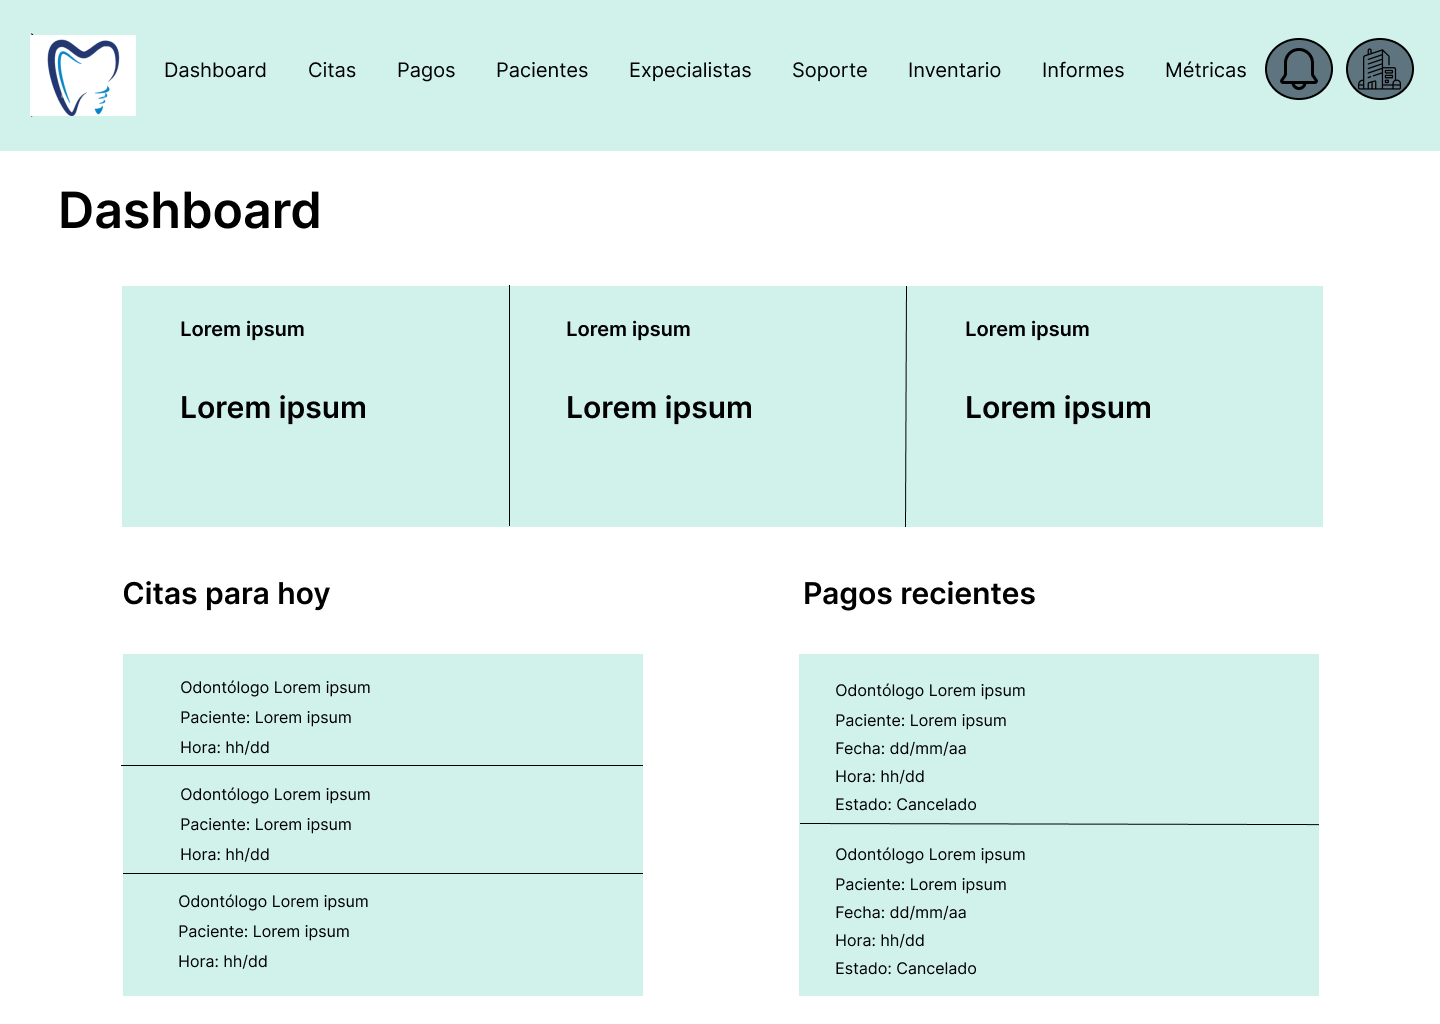 Dashboard Citas Pagos Pacientes Expecialistas Soporte Inventario Informes Métricas
Dashboard
Lorem ipsum
Lorem ipsum
Lorem ipsum
Lorem ipsum
Lorem ipsum
Lorem ipsum
Citas para hoy
Odontólogo Lorem ipsum
Paciente: Lorem ipsum
Hora: hh/dd
Odontólogo Lorem ipsum
Paciente: Lorem ipsum
Hora: hh/dd
Odontólogo Lorem ipsum
Paciente: Lorem ipsum
Hora: hh/dd
Pagos recientes
Odontólogo Lorem ipsum
Paciente: Lorem ipsum
Fecha: dd/mm/aa
Hora: hh/dd
Estado: Cancelado
Odontólogo Lorem ipsum
Paciente: Lorem ipsum
Fecha: dd/mm/aa
Hora: hh/dd
Estado: Cancelado